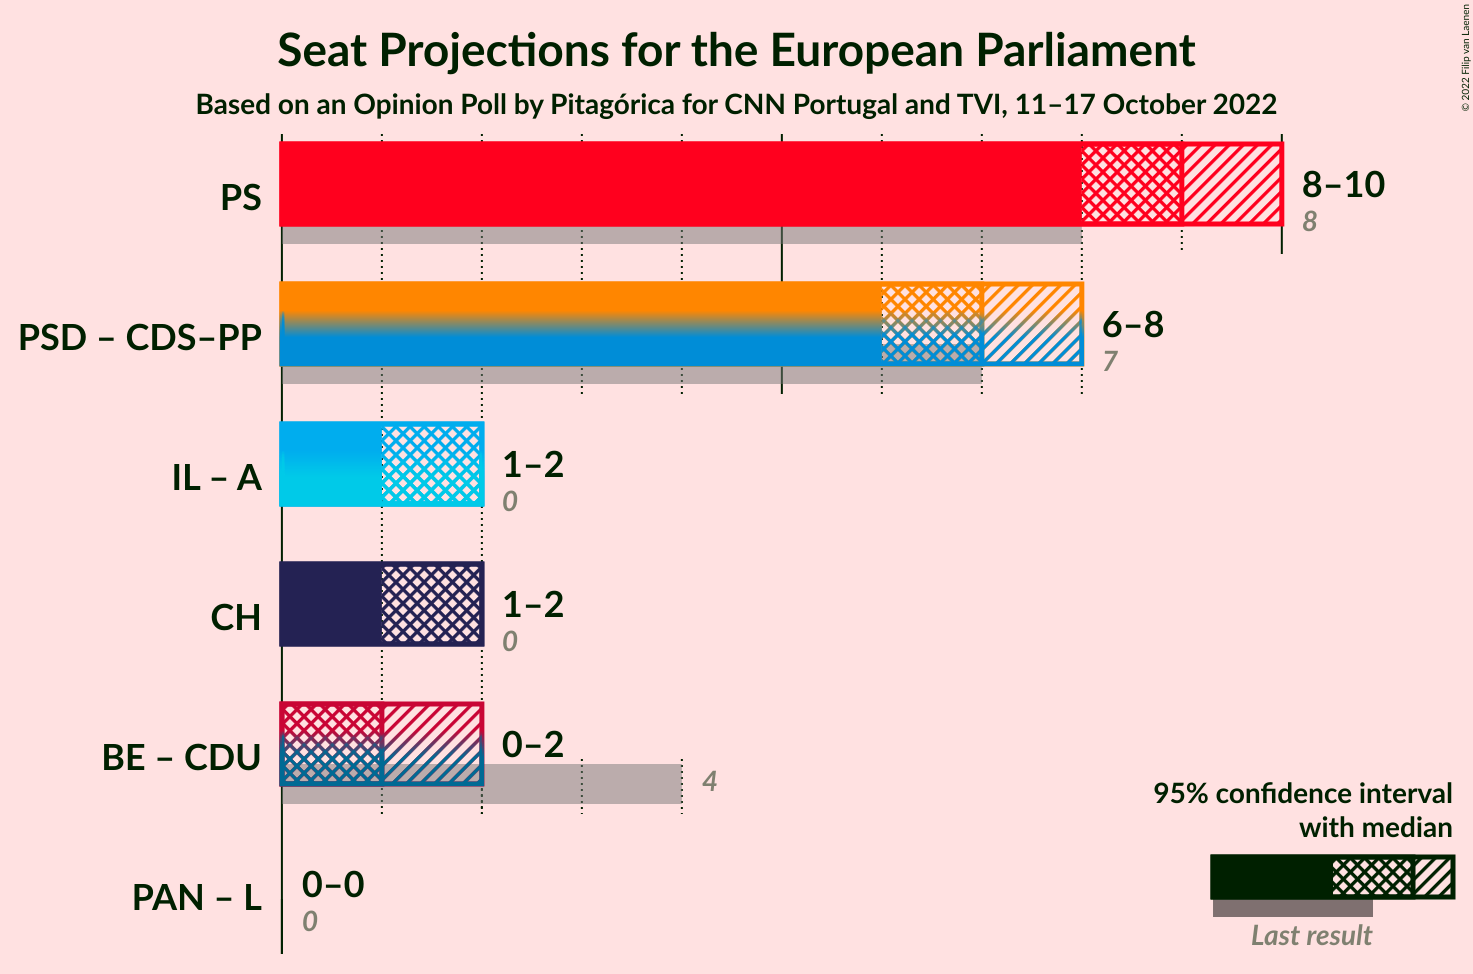 Seat Projections for the European Parliament
Based on an Opinion Poll by Pitagórica for CNN Portugal and TVI, 11–17 October 2022
© 2022 Filip van Laenen
PS
8–10
8
PSD – CDS–PP
6–8
7
IL – A
1–2
0
CH
1–2
0
BE – CDU
0–2
4
PAN – L
0–0
0
95% confidence interval
with median
Last result